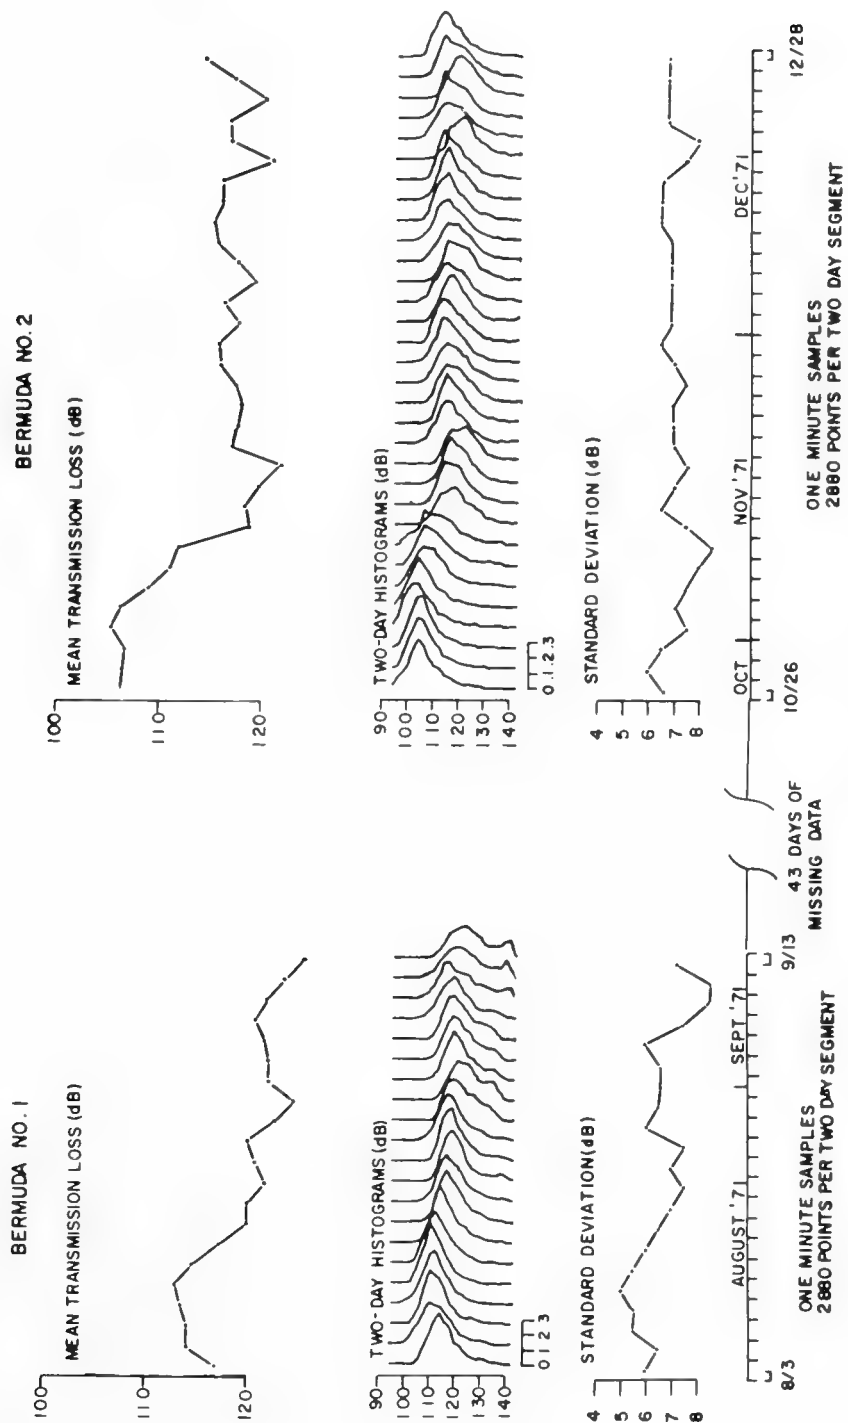 BERMUDA NO. 1
MEAN TRANSMISSION LOSS (dB)
100
110
120
TWO-DAY HISTOGRAMS (dB)
90
100
110
120
130
140
0 1 2 3
STANDARD DEVIATION(dB)
4
5
6
7
8
AUGUST '71
SEPT '71
8/3
9/13
ONE MINUTE SAMPLES
2880 POINTS PER TWO DAY SEGMENT
43 DAYS OF
MISSING DATA
BERMUDA NO. 2
MEAN TRANSMISSION LOSS (dB)
100
110
120
TWO-DAY HISTOGRAMS (dB)
90
100
110
120
130
140
0 .1 .2 .3
STANDARD DEVIATION (dB)
4
5
6
7
8
OCT
NOV '71
DEC '71
10/26
12/28
ONE MINUTE SAMPLES
2880 POINTS PER TWO DAY SEGMENT